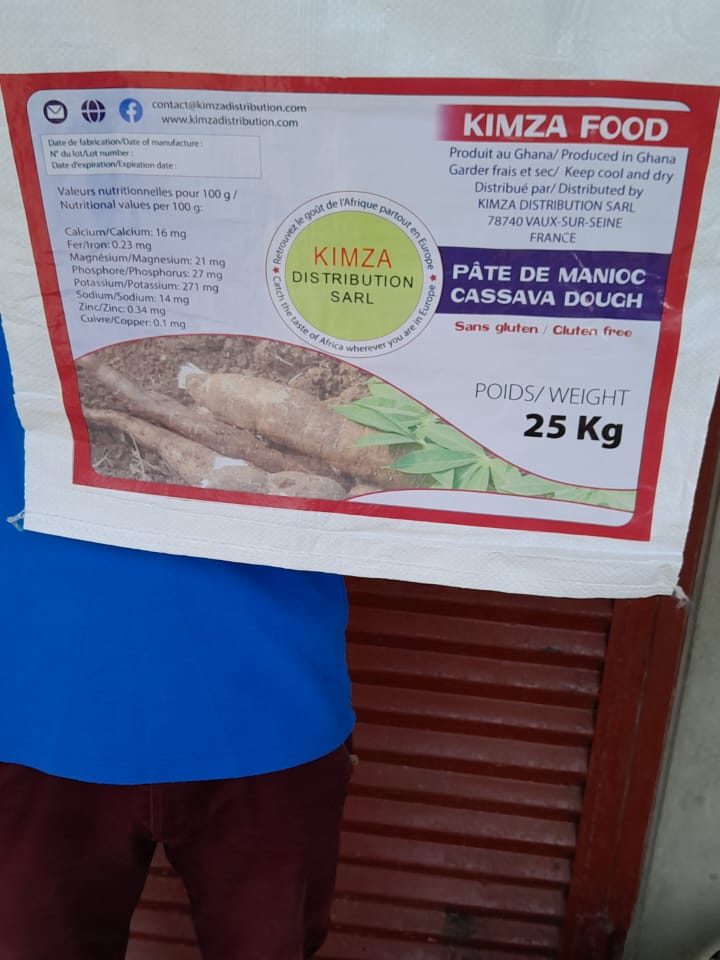 contact@kimzadistribution.com
www.kimzadistribution.com
Date de fabrication/Date of manufacture :
N° du lot/Lot number :
Date d'expiration/Expiration date :
Valeurs nutritionnelles pour 100 g /
Nutritional values per 100 g:
Calcium/Calcium: 16 mg
Fer/Iron: 0.23 mg
Magnésium/Magnesium: 21 mg
Phosphore/Phosphorus: 27 mg
Potassium/Potassium: 271 mg
Sodium/Sodium: 14 mg
Zinc/Zinc: 0.34 mg
Cuivre/Copper: 0.1 mg
Retrouvez le goût de l'Afrique partout en Europe
KIMZA
DISTRIBUTION
SARL
Catch the taste of Africa wherever you are in Europe
KIMZA FOOD
Produit au Ghana/ Produced in Ghana
Garder frais et sec/ Keep cool and dry
Distribué par/ Distributed by
KIMZA DISTRIBUTION SARL
78740 VAUX-SUR-SEINE
FRANCE
PÂTE DE MANIOC
CASSAVA DOUGH
Sans gluten / Gluten free
POIDS/ WEIGHT
25 Kg